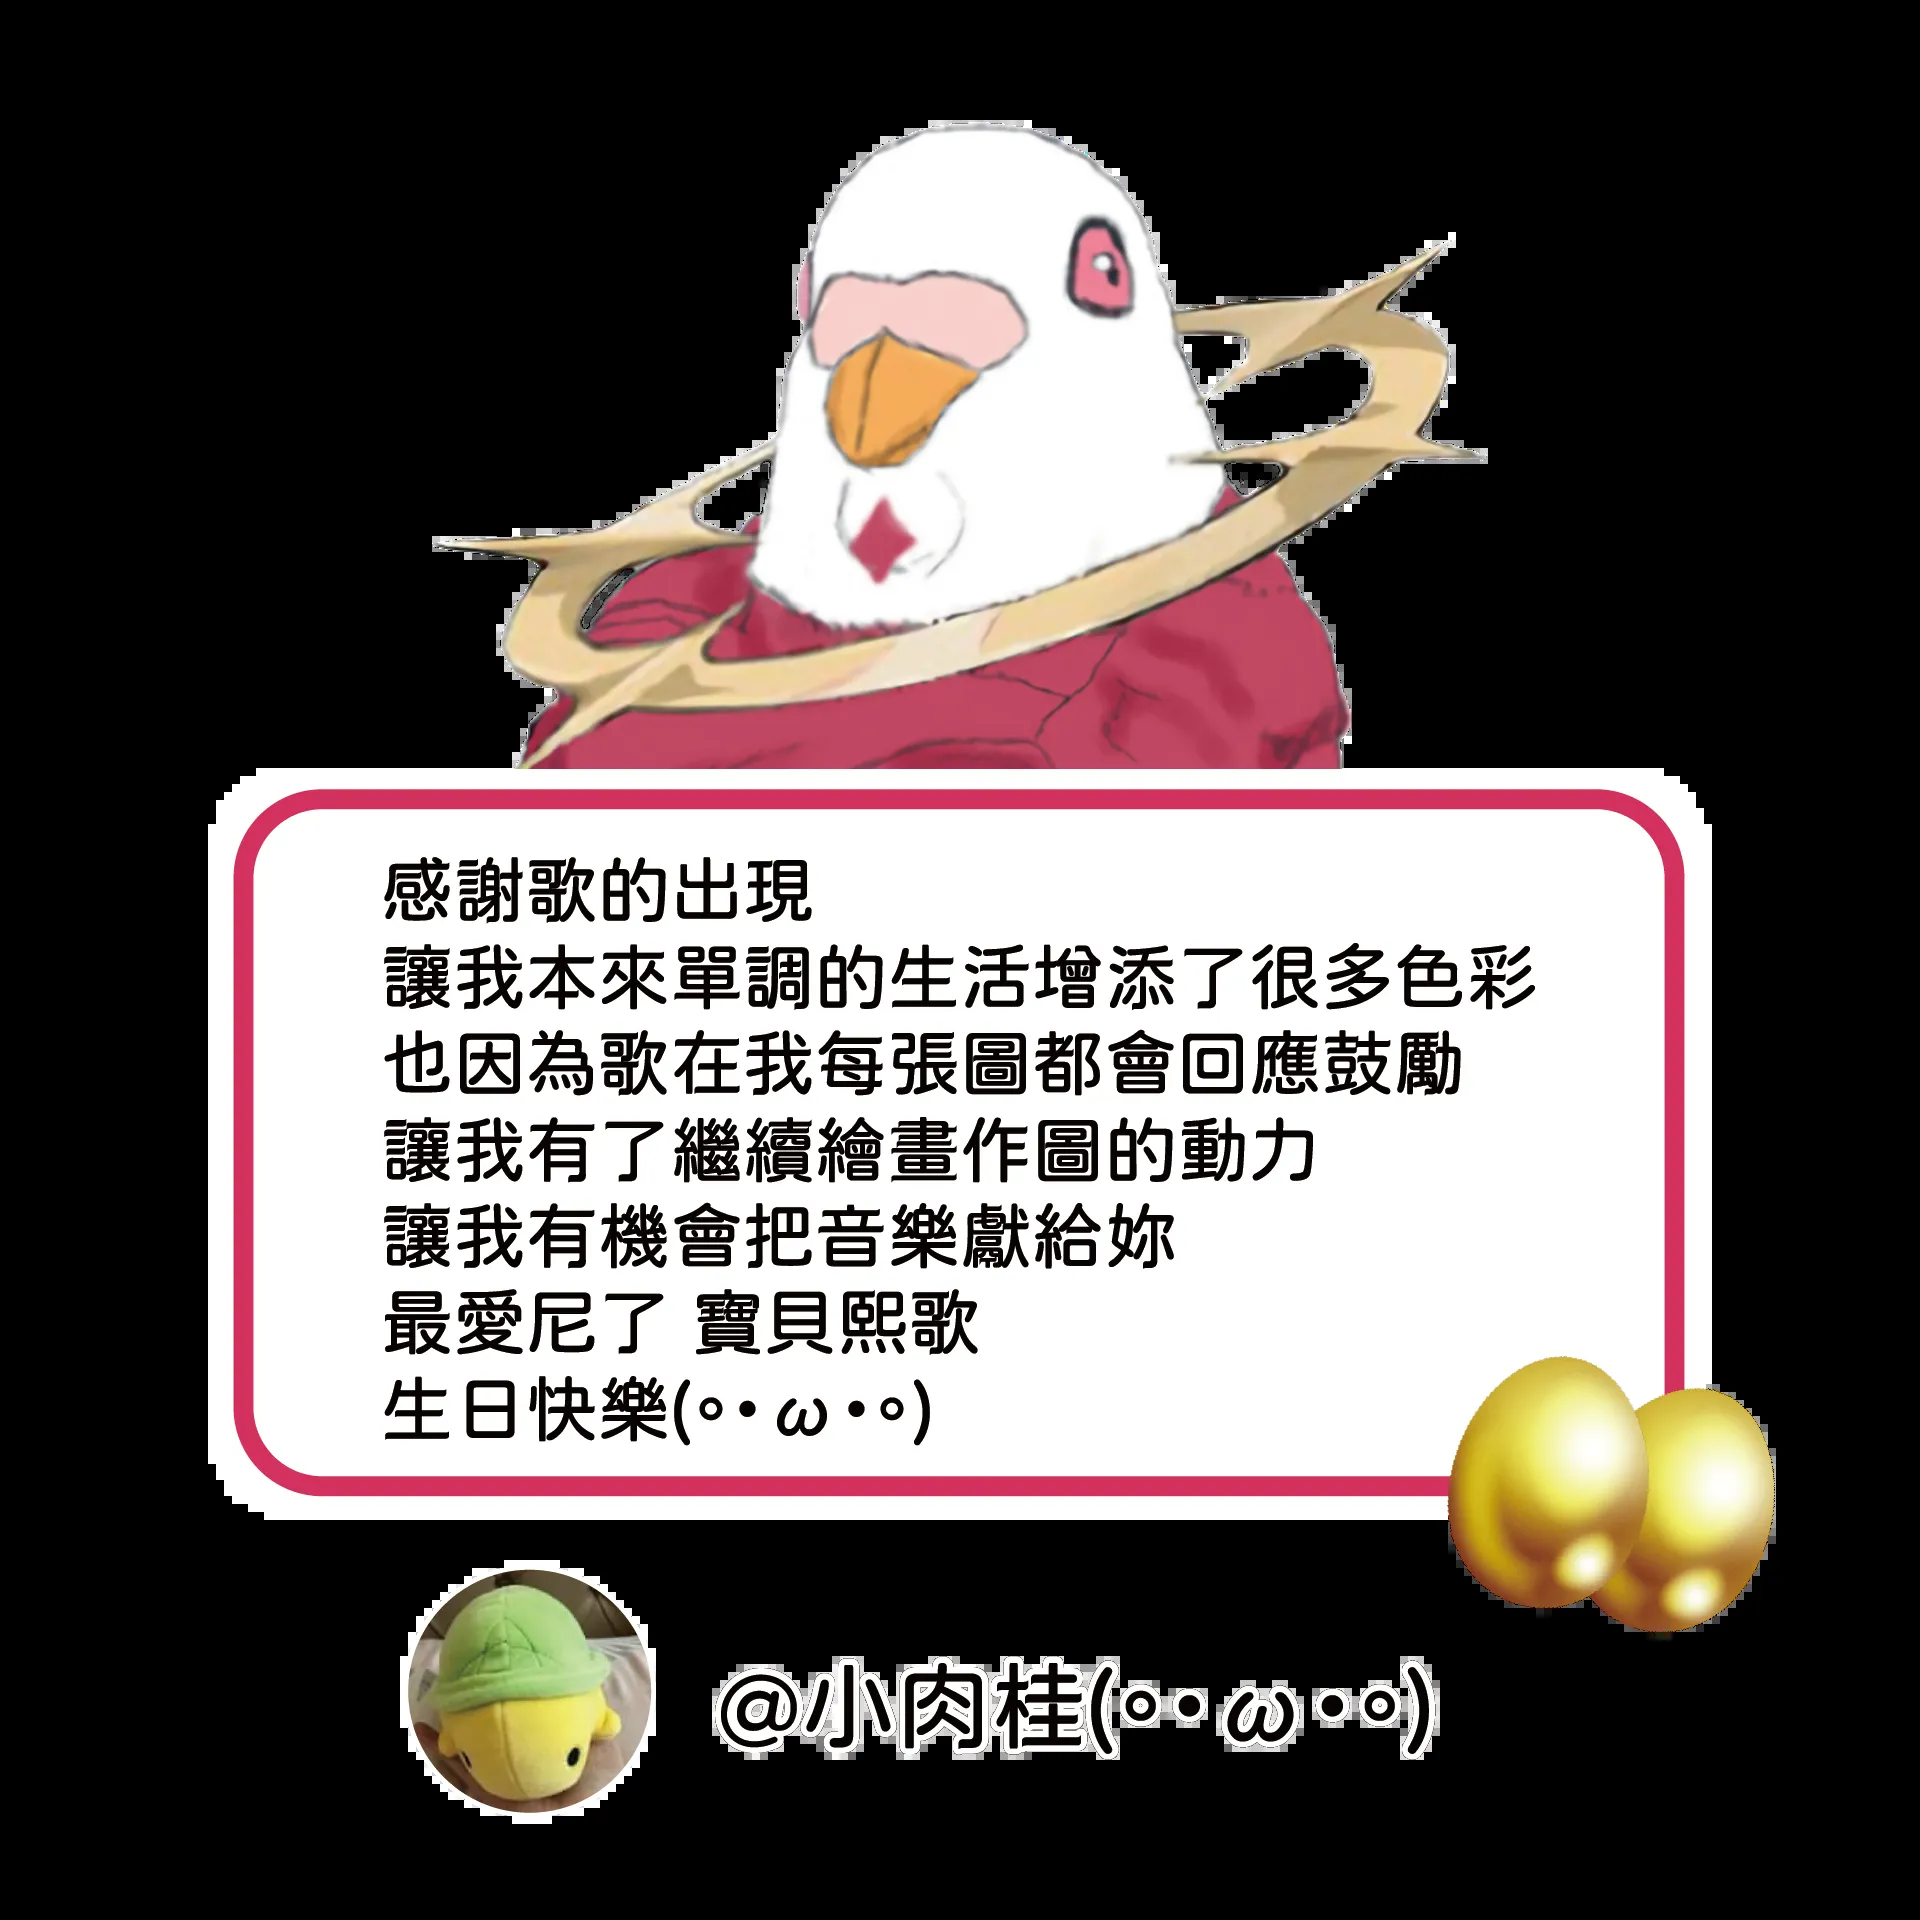 感謝歌的出現
讓我本來單調的生活增添了很多色彩
也因為歌在我每張圖都會回應鼓勵
讓我有了繼續繪畫作圖的動力
讓我有機會把音樂獻給妳
最愛尼了 寶貝熙歌
生日快樂(∘･ω･∘)
@小肉桂(∘･ω･∘)